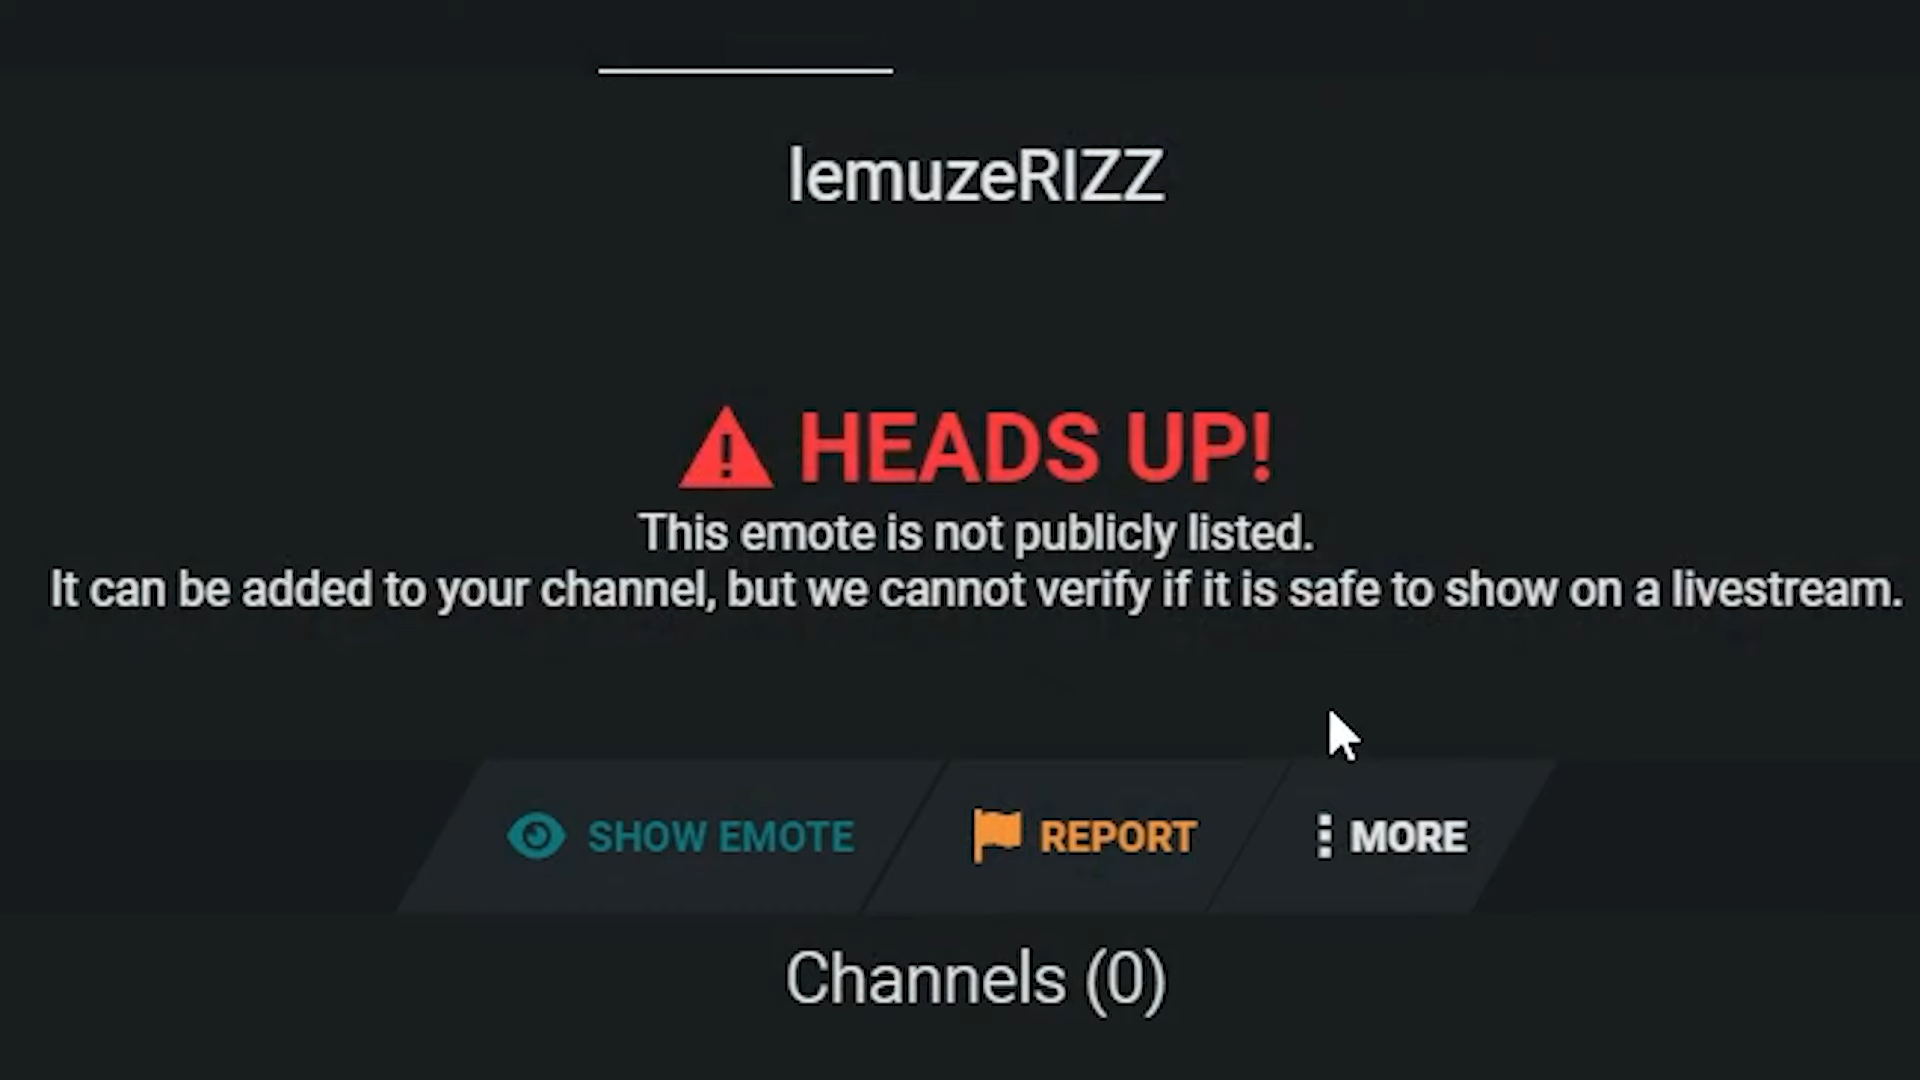 lemuzeRIZZ
HEADS UP!
This emote is not publicly listed.
It can be added to your channel, but we cannot verify if it is safe to show on a livestream.
SHOW EMOTE
REPORT
MORE
Channels (0)